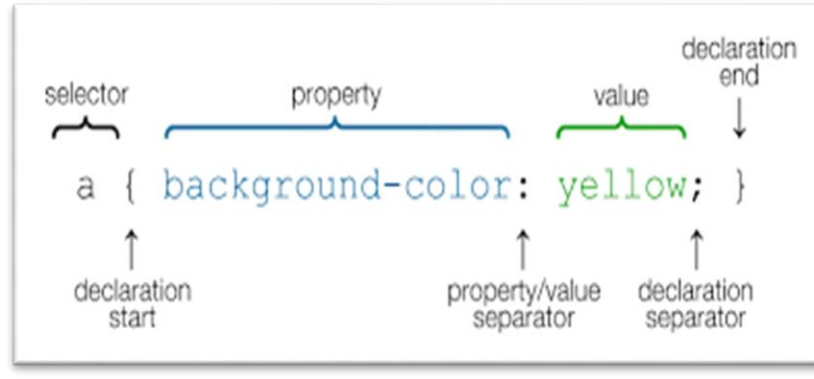 declaration
end
selector property value
a { background-color: yellow; }
declaration
start
property/value
separator
declaration
separator